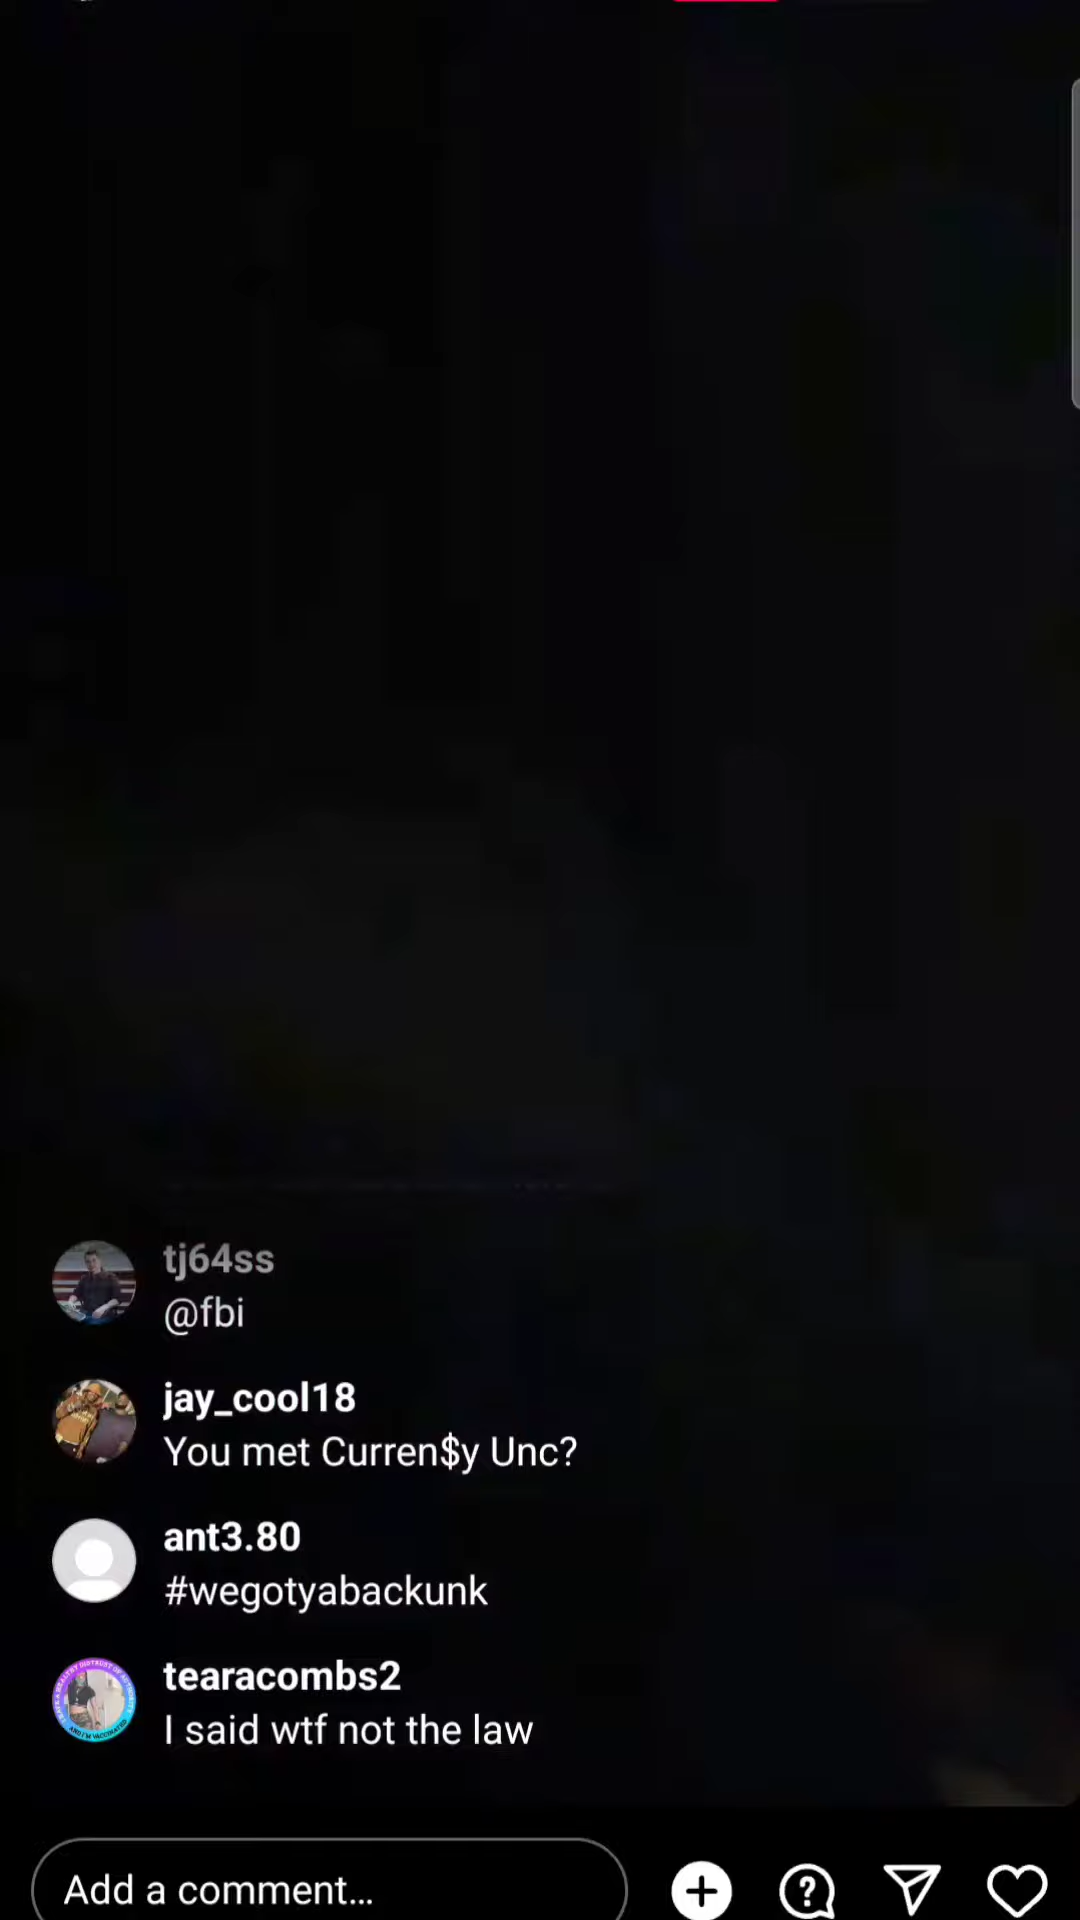 tj64ss
@fbi
jay_cool18
You met Curren$y Unc?
ant3.80
#wegotyabackunk
tearacombs2
I said wtf not the law
Add a comment…